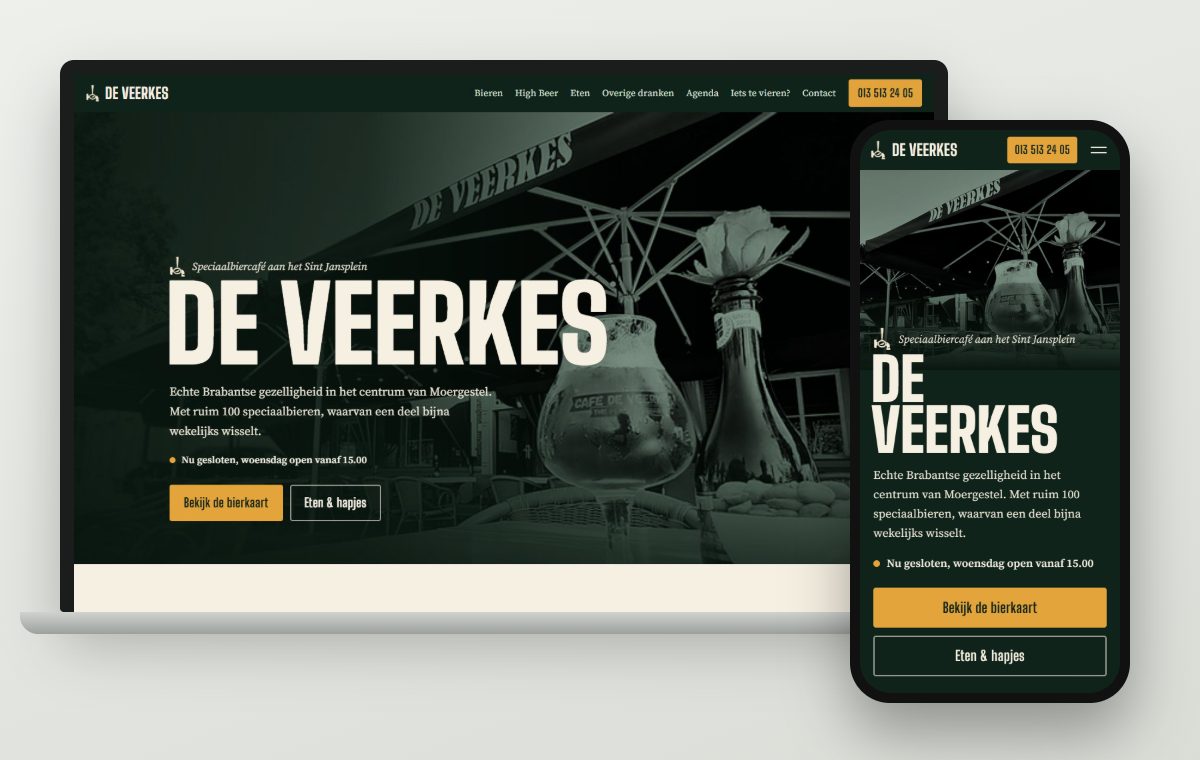 DE VEERKES
Bieren High Beer Eten Overige dranken Agenda Iets te vieren? Contact 013 513 24 05
DE VEERKES
Speciaalbiercafé aan het Sint Jansplein
DE VEERKES
Echte Brabantse gezelligheid in het centrum van Moergestel.
Met ruim 100 speciaalbieren, waarvan een deel bijna
wekelijks wisselt.
CAFÉ DE VEERKES
Nu gesloten, woensdag open vanaf 15.00
Bekijk de bierkaart Eten & hapjes
DE VEERKES 013 513 24 05
DE VEERKES
Speciaalbiercafé aan het Sint Jansplein
DE
VEERKES
Echte Brabantse gezelligheid in het
centrum van Moergestel. Met ruim 100
speciaalbieren, waarvan een deel bijna
wekelijks wisselt.
Nu gesloten, woensdag open vanaf 15.00
Bekijk de bierkaart
Eten & hapjes